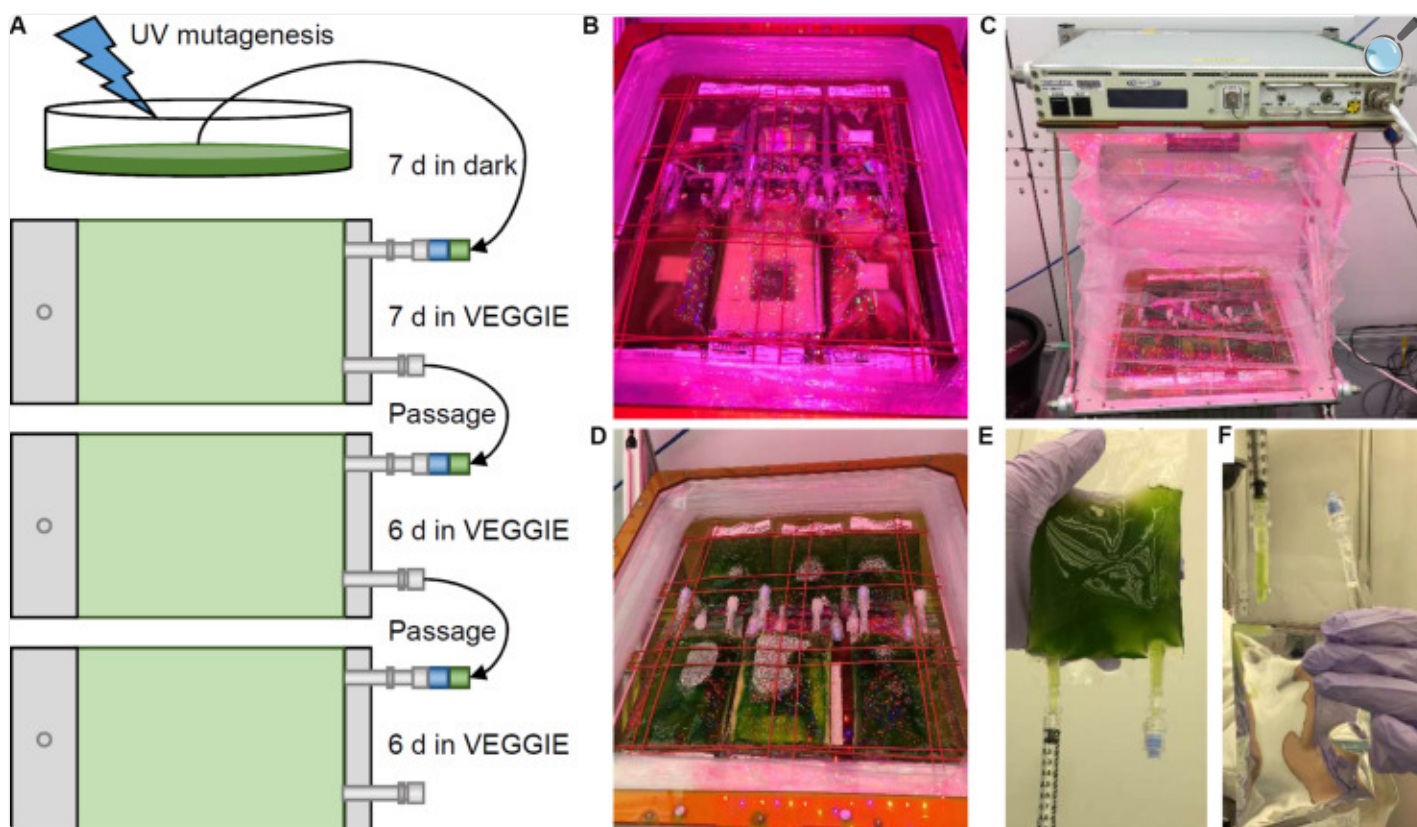 A
UV mutagenesis
7 d in dark
7 d in VEGGIE
Passage
6 d in VEGGIE
Passage
6 d in VEGGIE
B
C
D
E
F